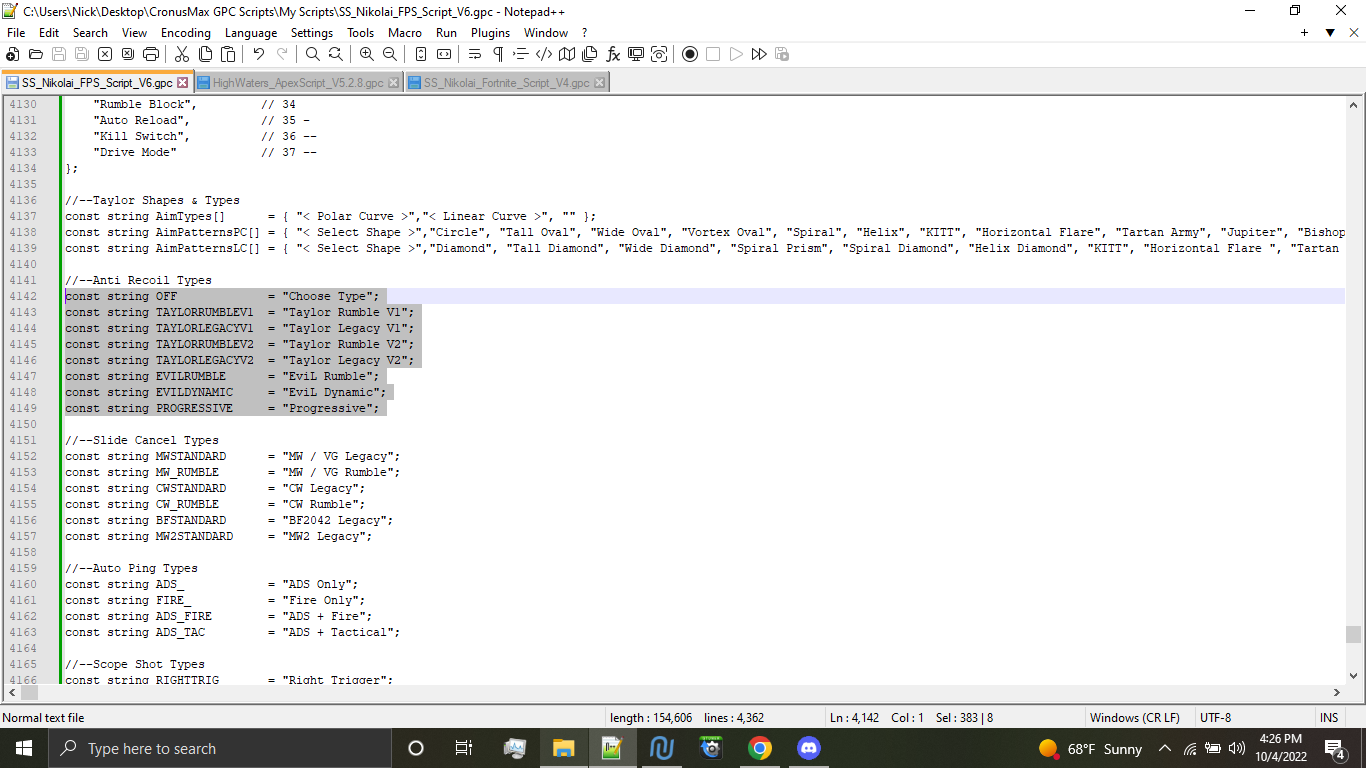 C:\Users\Nick\Desktop\CronusMax GPC Scripts\My Scripts\SS_Nikolai_FPS_Script_V6.gpc - Notepad++
File Edit Search View Encoding Language Settings Tools Macro Run Plugins Window ?
SS_Nikolai_FPS_Script_V6.gpc HighWaters_ApexScript_V5.2.8.gpc SS_Nikolai_Fortnite_Script_V4.gpc
4130 "Rumble Block", // 34
4131 "Auto Reload", // 35 -
4132 "Kill Switch", // 36 --
4133 "Drive Mode" // 37 --
4134 };
4135
4136 //--Taylor Shapes & Types
4137 const string AimTypes[] = { "< Polar Curve >","< Linear Curve >", "" };
4138 const string AimPatternsPC[] = { "< Select Shape >","Circle", "Tall Oval", "Wide Oval", "Vortex Oval", "Spiral", "Helix", "KITT", "Horizontal Flare", "Tartan Army", "Jupiter", "Bishop
4139 const string AimPatternsLC[] = { "< Select Shape >","Diamond", "Tall Diamond", "Wide Diamond", "Spiral Prism", "Spiral Diamond", "Helix Diamond", "KITT", "Horizontal Flare ", "Tartan
4140
4141 //--Anti Recoil Types
4142 const string OFF = "Choose Type";
4143 const string TAYLORRUMBLEV1 = "Taylor Rumble V1";
4144 const string TAYLORLEGACYV1 = "Taylor Legacy V1";
4145 const string TAYLORRUMBLEV2 = "Taylor Rumble V2";
4146 const string TAYLORLEGACYV2 = "Taylor Legacy V2";
4147 const string EVILRUMBLE = "EviL Rumble";
4148 const string EVILDYNAMIC = "EviL Dynamic";
4149 const string PROGRESSIVE = "Progressive";
4150
4151 //--Slide Cancel Types
4152 const string MWSTANDARD = "MW / VG Legacy";
4153 const string MW_RUMBLE = "MW / VG Rumble";
4154 const string CWSTANDARD = "CW Legacy";
4155 const string CW_RUMBLE = "CW Rumble";
4156 const string BFSTANDARD = "BF2042 Legacy";
4157 const string MW2STANDARD = "MW2 Legacy";
4158
4159 //--Auto Ping Types
4160 const string ADS_ = "ADS Only";
4161 const string FIRE_ = "Fire Only";
4162 const string ADS_FIRE = "ADS + Fire";
4163 const string ADS_TAC = "ADS + Tactical";
4164
4165 //--Scope Shot Types
4166 const string RIGHTTRIG = "Right Trigger";
Normal text file length : 154,606 lines : 4,362 Ln : 4,142 Col : 1 Sel : 383 | 8 Windows (CR LF) UTF-8 INS
Type here to search 68°F Sunny 4:26 PM
10/4/2022 4